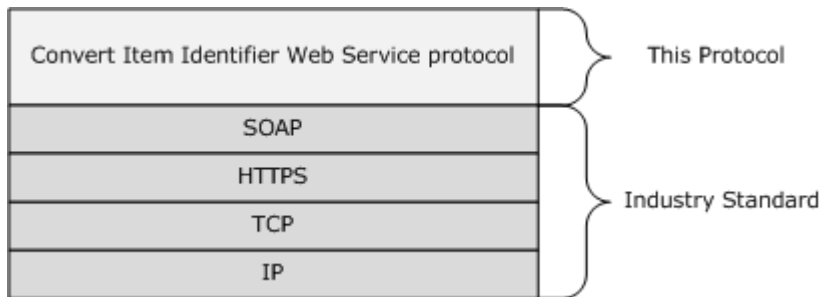 Convert Item Identifier Web Service protocol
This Protocol
SOAP
HTTPS
TCP
IP
Industry Standard